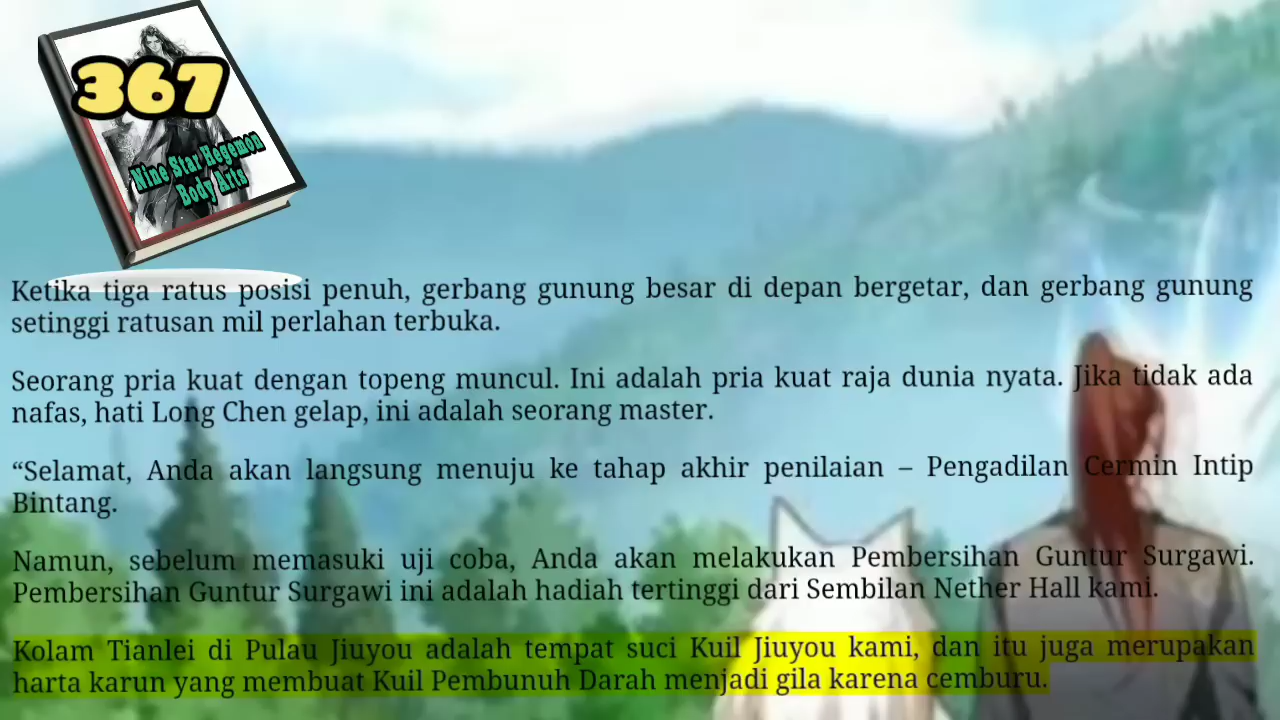 367
Nine Star Hegemon
Body Arts
Ketika tiga ratus posisi penuh, gerbang gunung besar di depan bergetar, dan gerbang gunung
setinggi ratusan mil perlahan terbuka.
Seorang pria kuat dengan topeng muncul. Ini adalah pria kuat raja dunia nyata. Jika tidak ada
nafas, hati Long Chen gelap, ini adalah seorang master.
“Selamat, Anda akan langsung menuju ke tahap akhir penilaian – Pengadilan Cermin Intip
Bintang.
Namun, sebelum memasuki uji coba, Anda akan melakukan Pembersihan Guntur Surgawi.
Pembersihan Guntur Surgawi ini adalah hadiah tertinggi dari Sembilan Nether Hall kami.
Kolam Tianlei di Pulau Jiuyou adalah tempat suci Kuil Jiuyou kami, dan itu juga merupakan
harta karun yang membuat Kuil Pembunuh Darah menjadi gila karena cemburu.